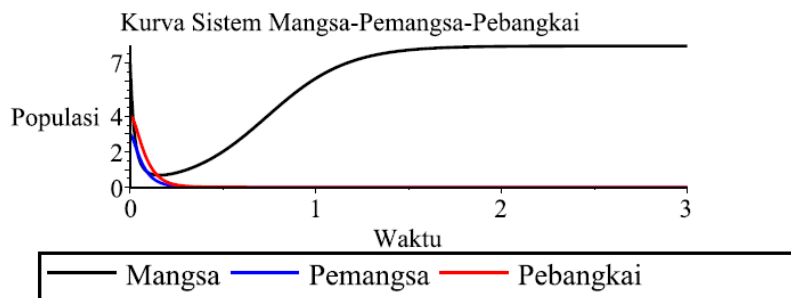 Kurva Sistem Mangsa-Pemangsa-Pebangkai
7
Populasi 4
2
0
0 1 2 3
Waktu
Mangsa Pemangsa Pebangkai